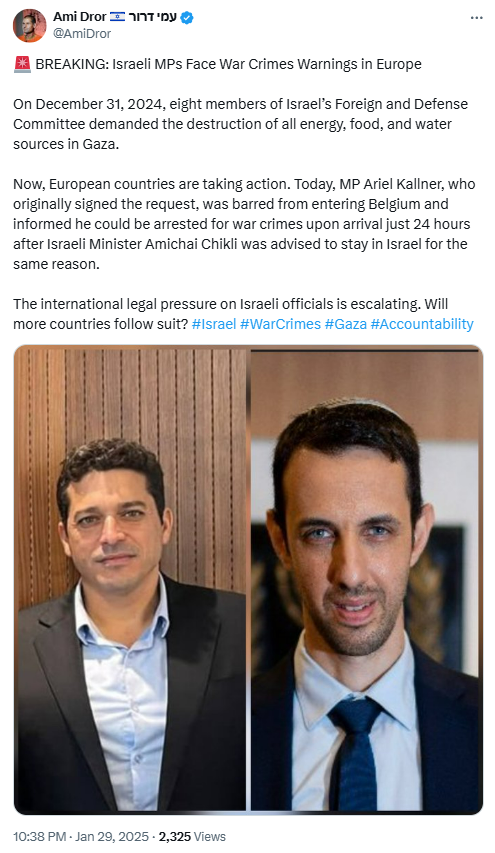 Ami Dror 🇮🇱 עמי דרור
@AmiDror
🚨 BREAKING: Israeli MPs Face War Crimes Warnings in Europe
On December 31, 2024, eight members of Israel’s Foreign and Defense
Committee demanded the destruction of all energy, food, and water
sources in Gaza.
Now, European countries are taking action. Today, MP Ariel Kallner, who
originally signed the request, was barred from entering Belgium and
informed he could be arrested for war crimes upon arrival just 24 hours
after Israeli Minister Amichai Chikli was advised to stay in Israel for the
same reason.
The international legal pressure on Israeli officials is escalating. Will
more countries follow suit? #Israel #WarCrimes #Gaza #Accountability
10:38 PM · Jan 29, 2025 · 2,325 Views